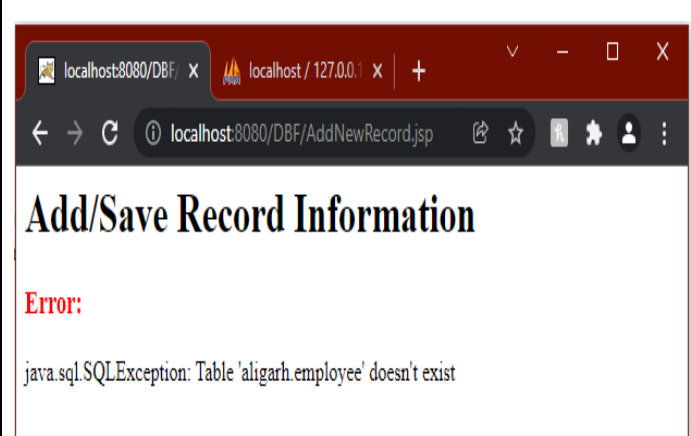 localhost:8080/DBF/
localhost / 127.0.0.1
localhost:8080/DBF/AddNewRecord.jsp
Add/Save Record Information
Error:
java.sql.SQLException: Table 'aligarh.employee' doesn't exist